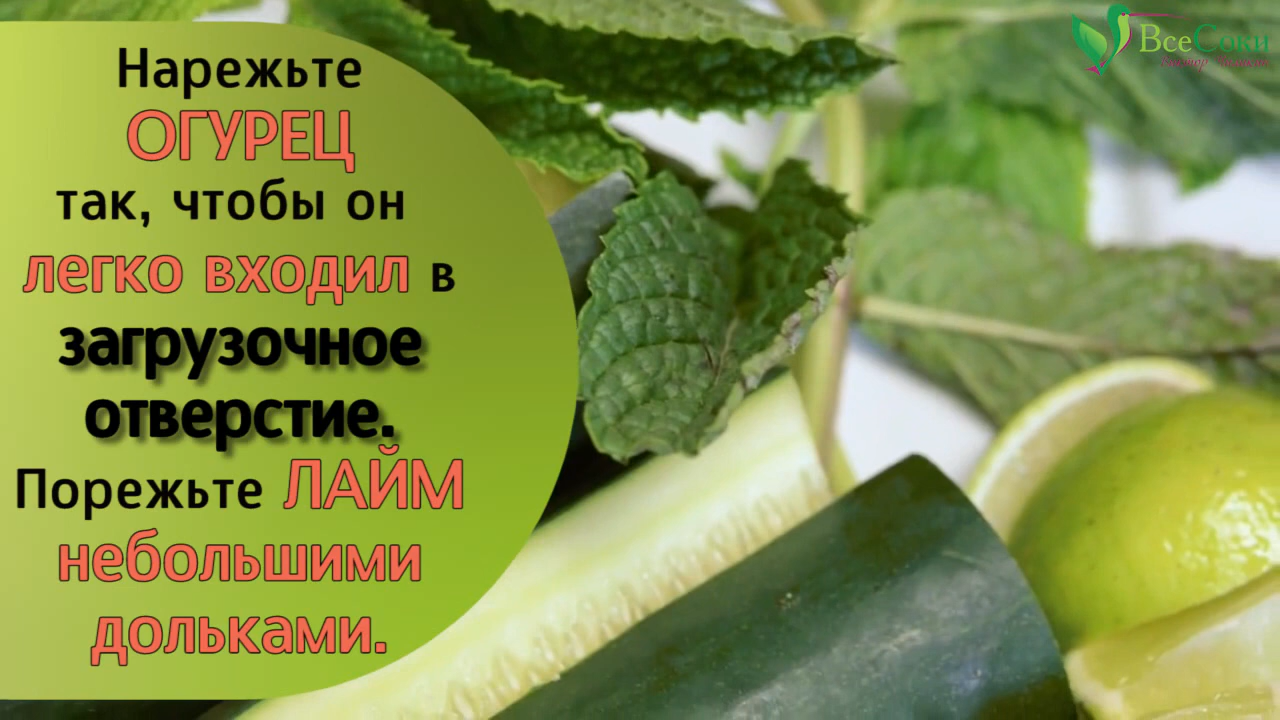 Нарежьте
ОГУРЕЦ
так, чтобы он
легко входил в
загрузочное
отверстие.
Порежьте ЛАЙМ
небольшими
дольками.
ВсеСоки